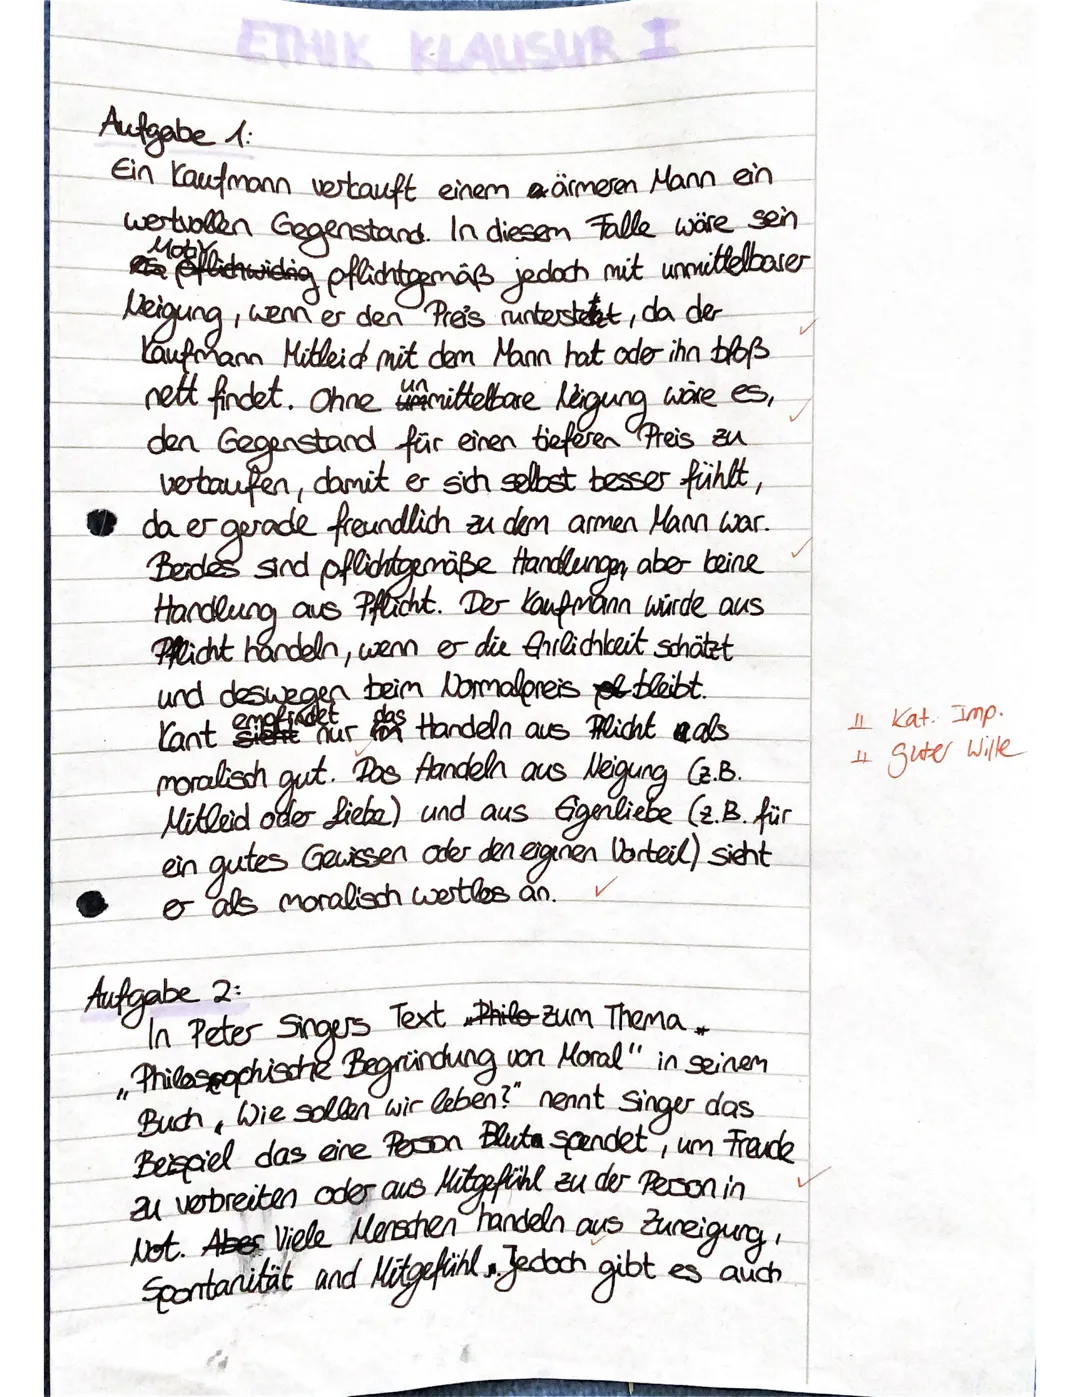 ETHIK KLAUSUR I
Aufgabe 1:
Ein Kaufmann verkauft einem ärmeren Mann ein
wertvollen Gegenstand. In diesem Falle wäre sein
Motiv pflichtwidrig pflichtgemäß jedoch mit unmittelbarer
Neigung, wenn er den Preis runtersetzt, da der
Kaufmann Mitleid mit dem Mann hat oder ihn bloß
nett findet. Ohne unmittelbare Neigung wäre es,
den Gegenstand für einen tieferen Preis zu
verkaufen, damit er sich selbst besser fühlt,
da er gerade freundlich zu dem armen Mann war.
Beides sind pflichtgemäße Handlungen, aber keine
Handlung aus Pflicht. Der Kaufmann würde aus
Pflicht handeln, wenn er die Ehrlichkeit schätzt
und deswegen beim Normalpreis bleibt.
Kant sieht empfindet nur das Handeln aus Pflicht als
moralisch gut. Das Handeln aus Neigung (z.B.
Mitleid oder Liebe) und aus Eigenliebe (z.B. für
ein gutes Gewissen oder den eigenen Vorteil) sieht
er als moralisch wertlos an.
Kat. Imp.
guter Wille
Aufgabe 2:
In Peter Singers Text Philo zum Thema
„Philosophische Begründung von Moral" in seinem
Buch „Wie sollen wir leben?" nennt Singer das
Beispiel das eine Person Blut spendet, um Freude
zu verbreiten oder aus Mitgefühl zu der Person in
Not. Aber Viele Menschen handeln aus Zuneigung,
Spontanität und Mitgefühl. Jedoch gibt es auch